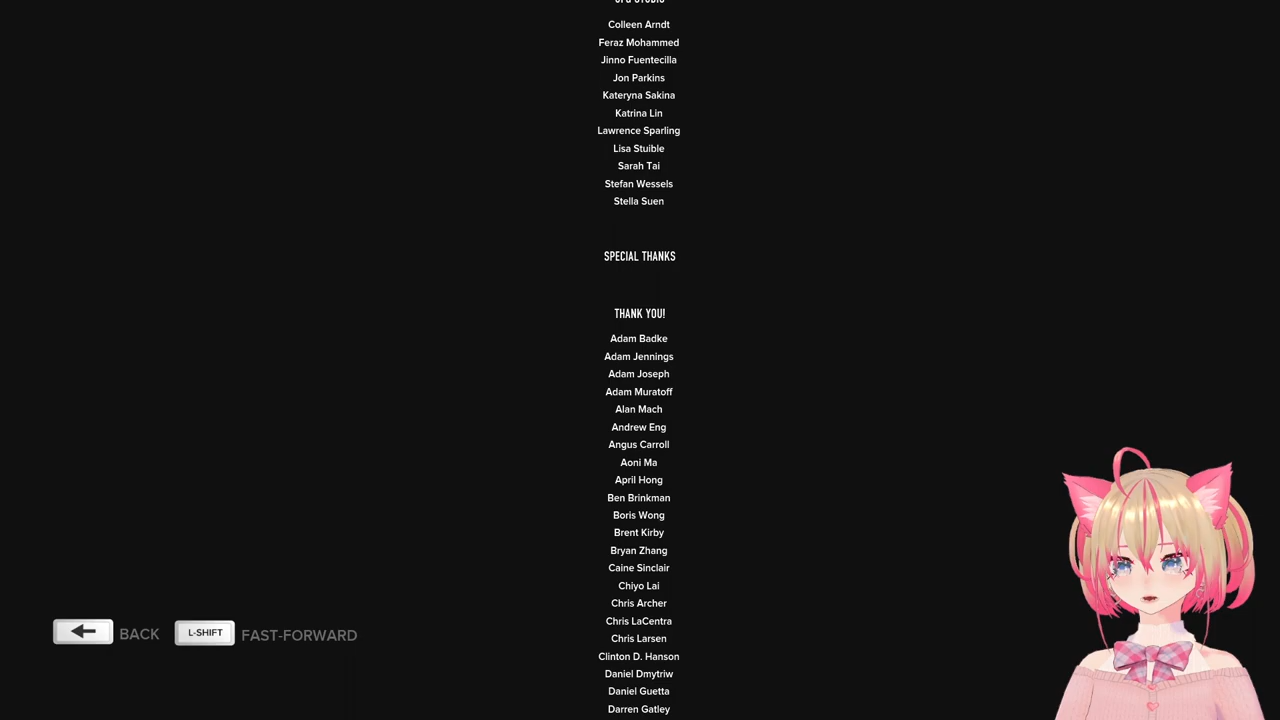 Colleen Arndt
Feraz Mohammed
Jinno Fuentecilla
Jon Parkins
Kateryna Sakina
Katrina Lin
Lawrence Sparling
Lisa Stuible
Sarah Tai
Stefan Wessels
Stella Suen
SPECIAL THANKS
THANK YOU!
Adam Badke
Adam Jennings
Adam Joseph
Adam Muratoff
Alan Mach
Andrew Eng
Angus Carroll
Aoni Ma
April Hong
Ben Brinkman
Boris Wong
Brent Kirby
Bryan Zhang
Caine Sinclair
Chiyo Lai
Chris Archer
Chris LaCentra
Chris Larsen
Clinton D. Hanson
Daniel Dmytriw
Daniel Guetta
Darren Gatley
BACK
L-SHIFT
FAST-FORWARD